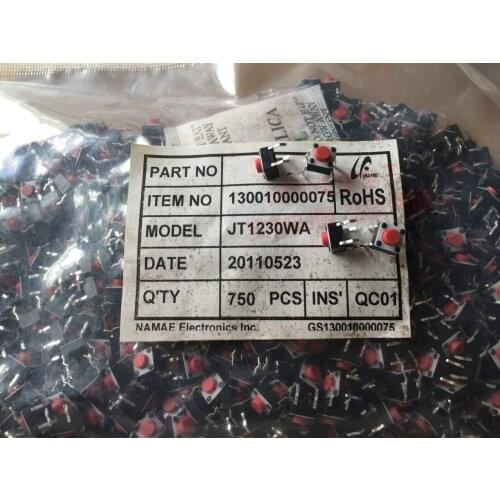 SILICA
PART NO
ITEM NO 130010000075 RoHS
MODEL JT1230WA
DATE 20110523
Q'TY 750 PCS INS' QC01
NAMAE Electronics Inc. GS130010000075